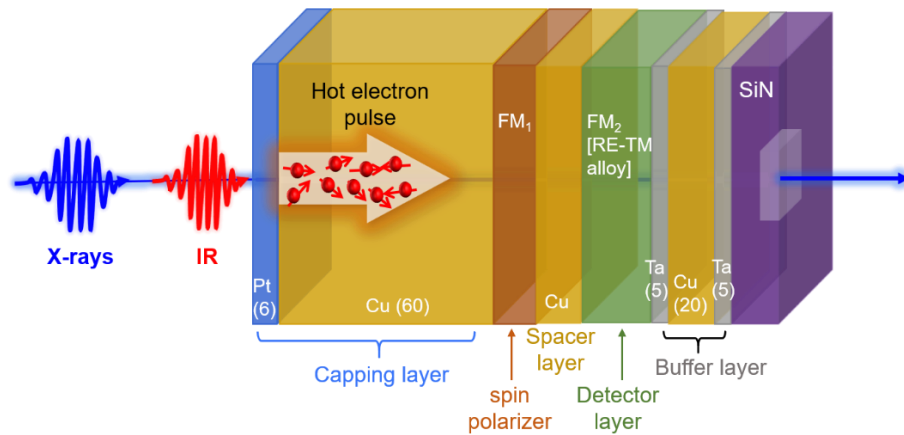 Hot electron
pulse
X-rays
IR
Pt
(6)
Cu (60)
FM₁
Cu
FM₂
[RE-TM
alloy]
Ta
(5)
Cu
(20)
Ta
(5)
SiN
Capping layer
spin
polarizer
Spacer
layer
Detector
layer
Buffer layer